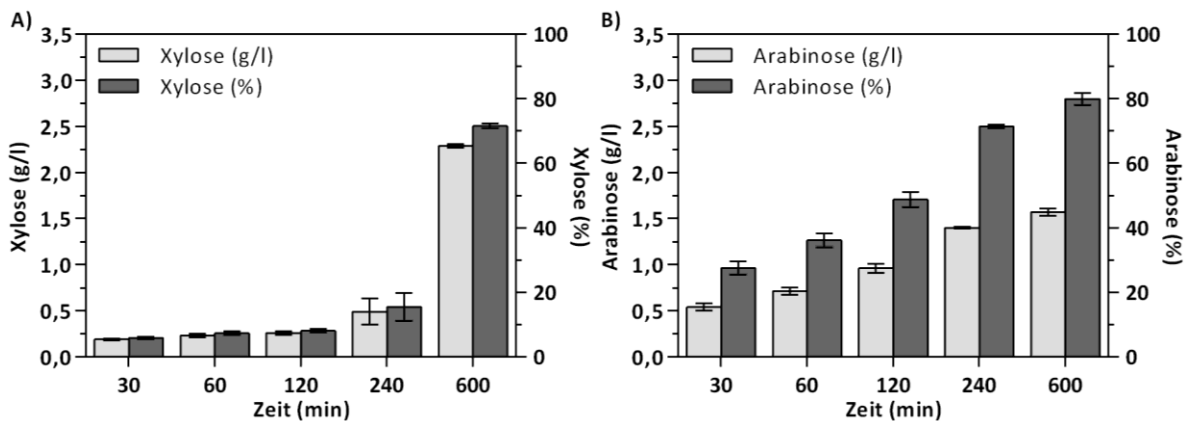 A)
3,5
3,0
2,5
2,0
1,5
1,0
0,5
0,0
Xylose (g/l)
Xylose (g/l)
Xylose (%)
100
80
60
40
20
0
Xylose (%)
30 60 120 240 600
Zeit (min)
B)
3,5
3,0
2,5
2,0
1,5
1,0
0,5
0,0
Arabinose (g/l)
Arabinose (g/l)
Arabinose (%)
100
80
60
40
20
0
Arabinose (%)
30 60 120 240 600
Zeit (min)